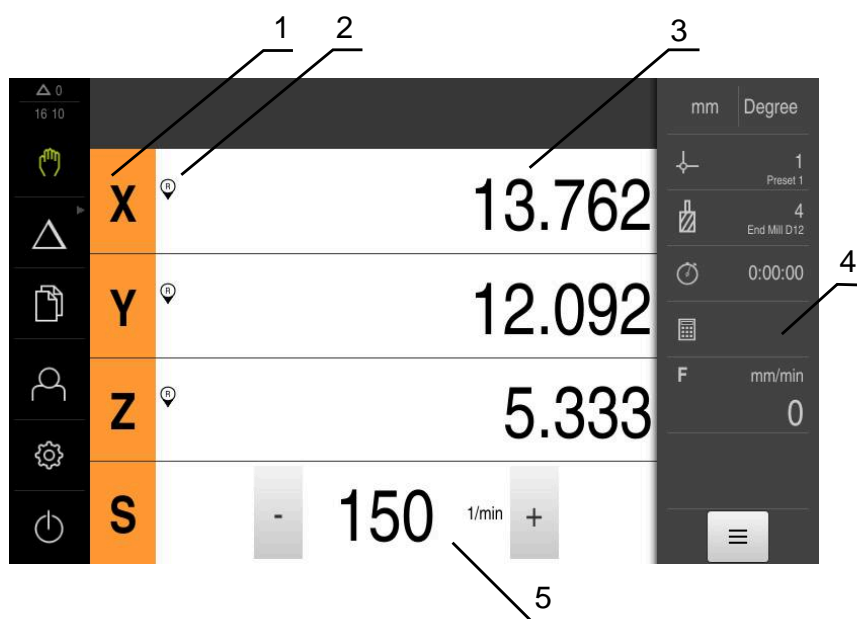 1 2 3
0
16 10
mm Degree
X R 13.762
1
Preset 1
4
End Mill D12
4
Y R 12.092
0:00:00
Z R 5.333
F mm/min
0
S - 150 1/min +
5